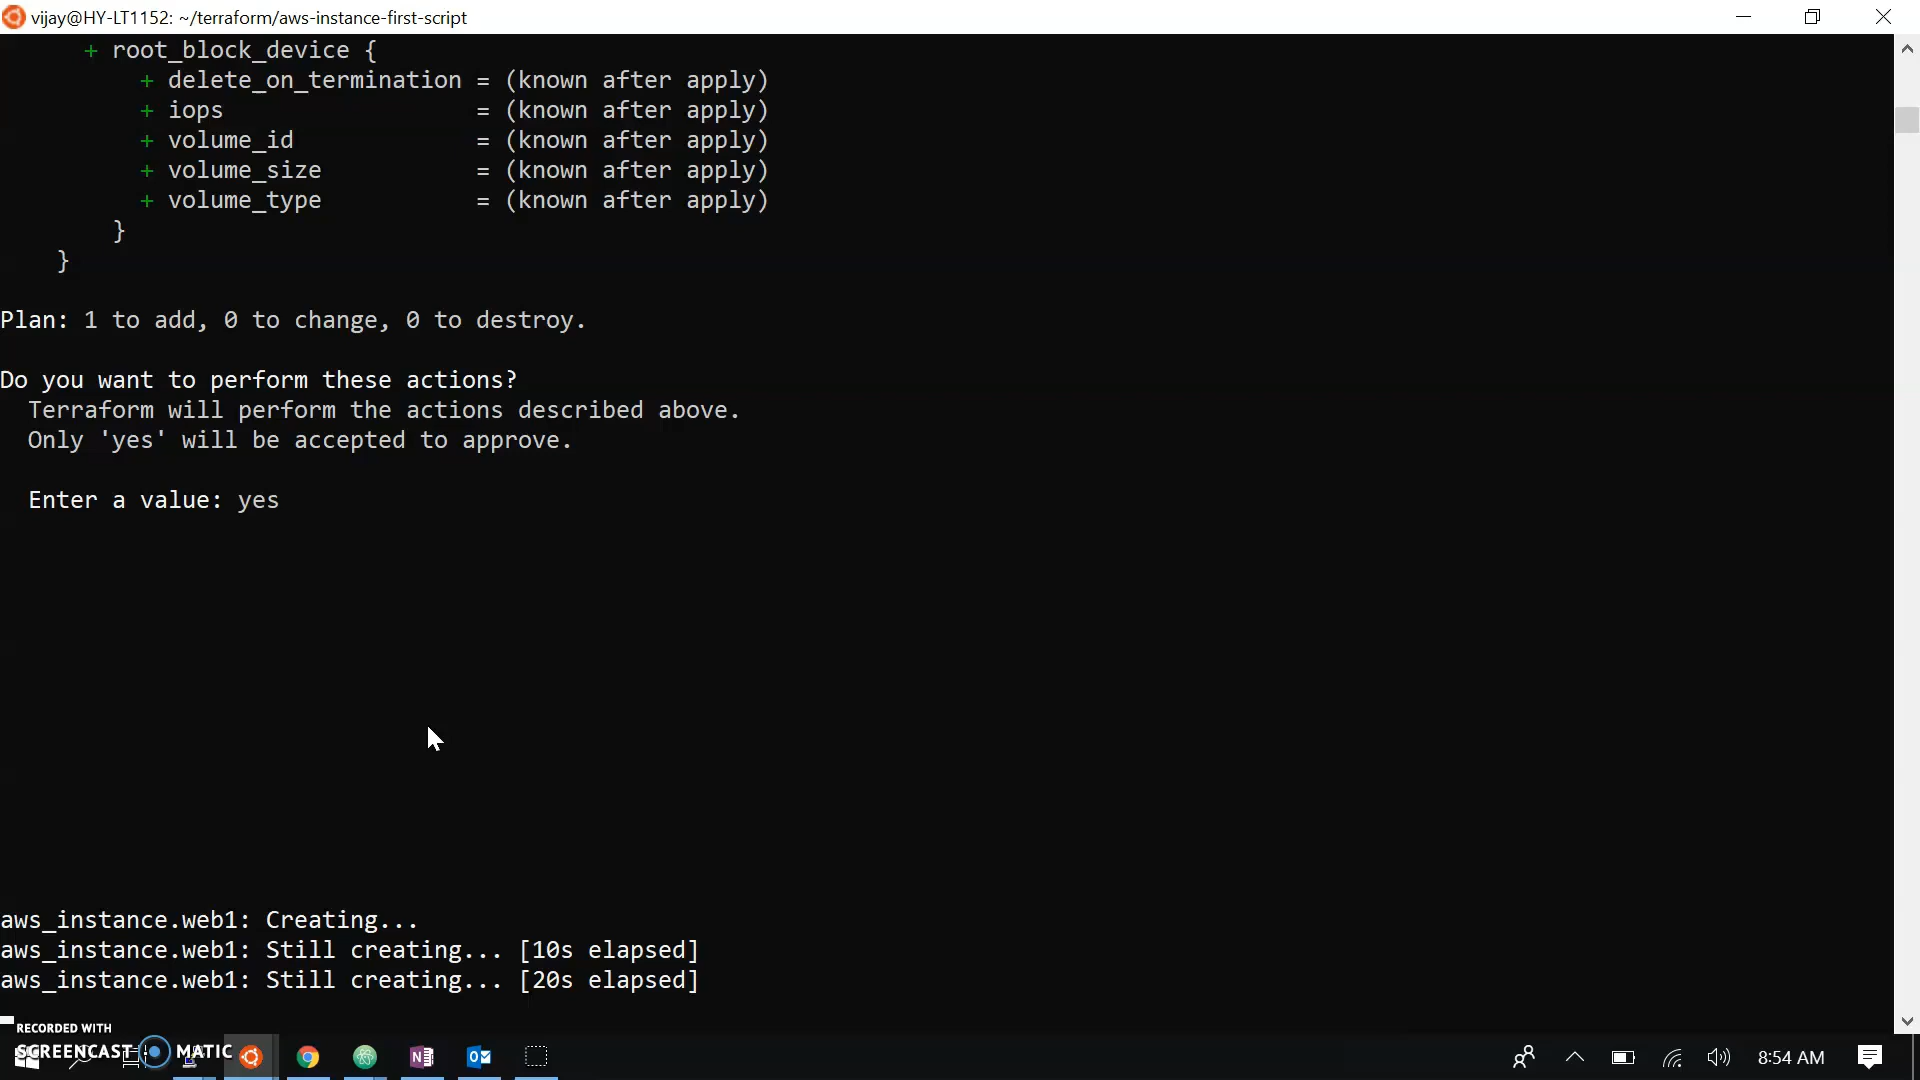 vijay@HY-LT1152: ~/terraform/aws-instance-first-script
+ root_block_device {
+ delete_on_termination = (known after apply)
+ iops = (known after apply)
+ volume_id = (known after apply)
+ volume_size = (known after apply)
+ volume_type = (known after apply)
}
}
Plan: 1 to add, 0 to change, 0 to destroy.
Do you want to perform these actions?
Terraform will perform the actions described above.
Only 'yes' will be accepted to approve.
Enter a value: yes
aws_instance.web1: Creating...
aws_instance.web1: Still creating... [10s elapsed]
aws_instance.web1: Still creating... [20s elapsed]
RECORDED WITH
SCREENCAST MATIC
8:54 AM